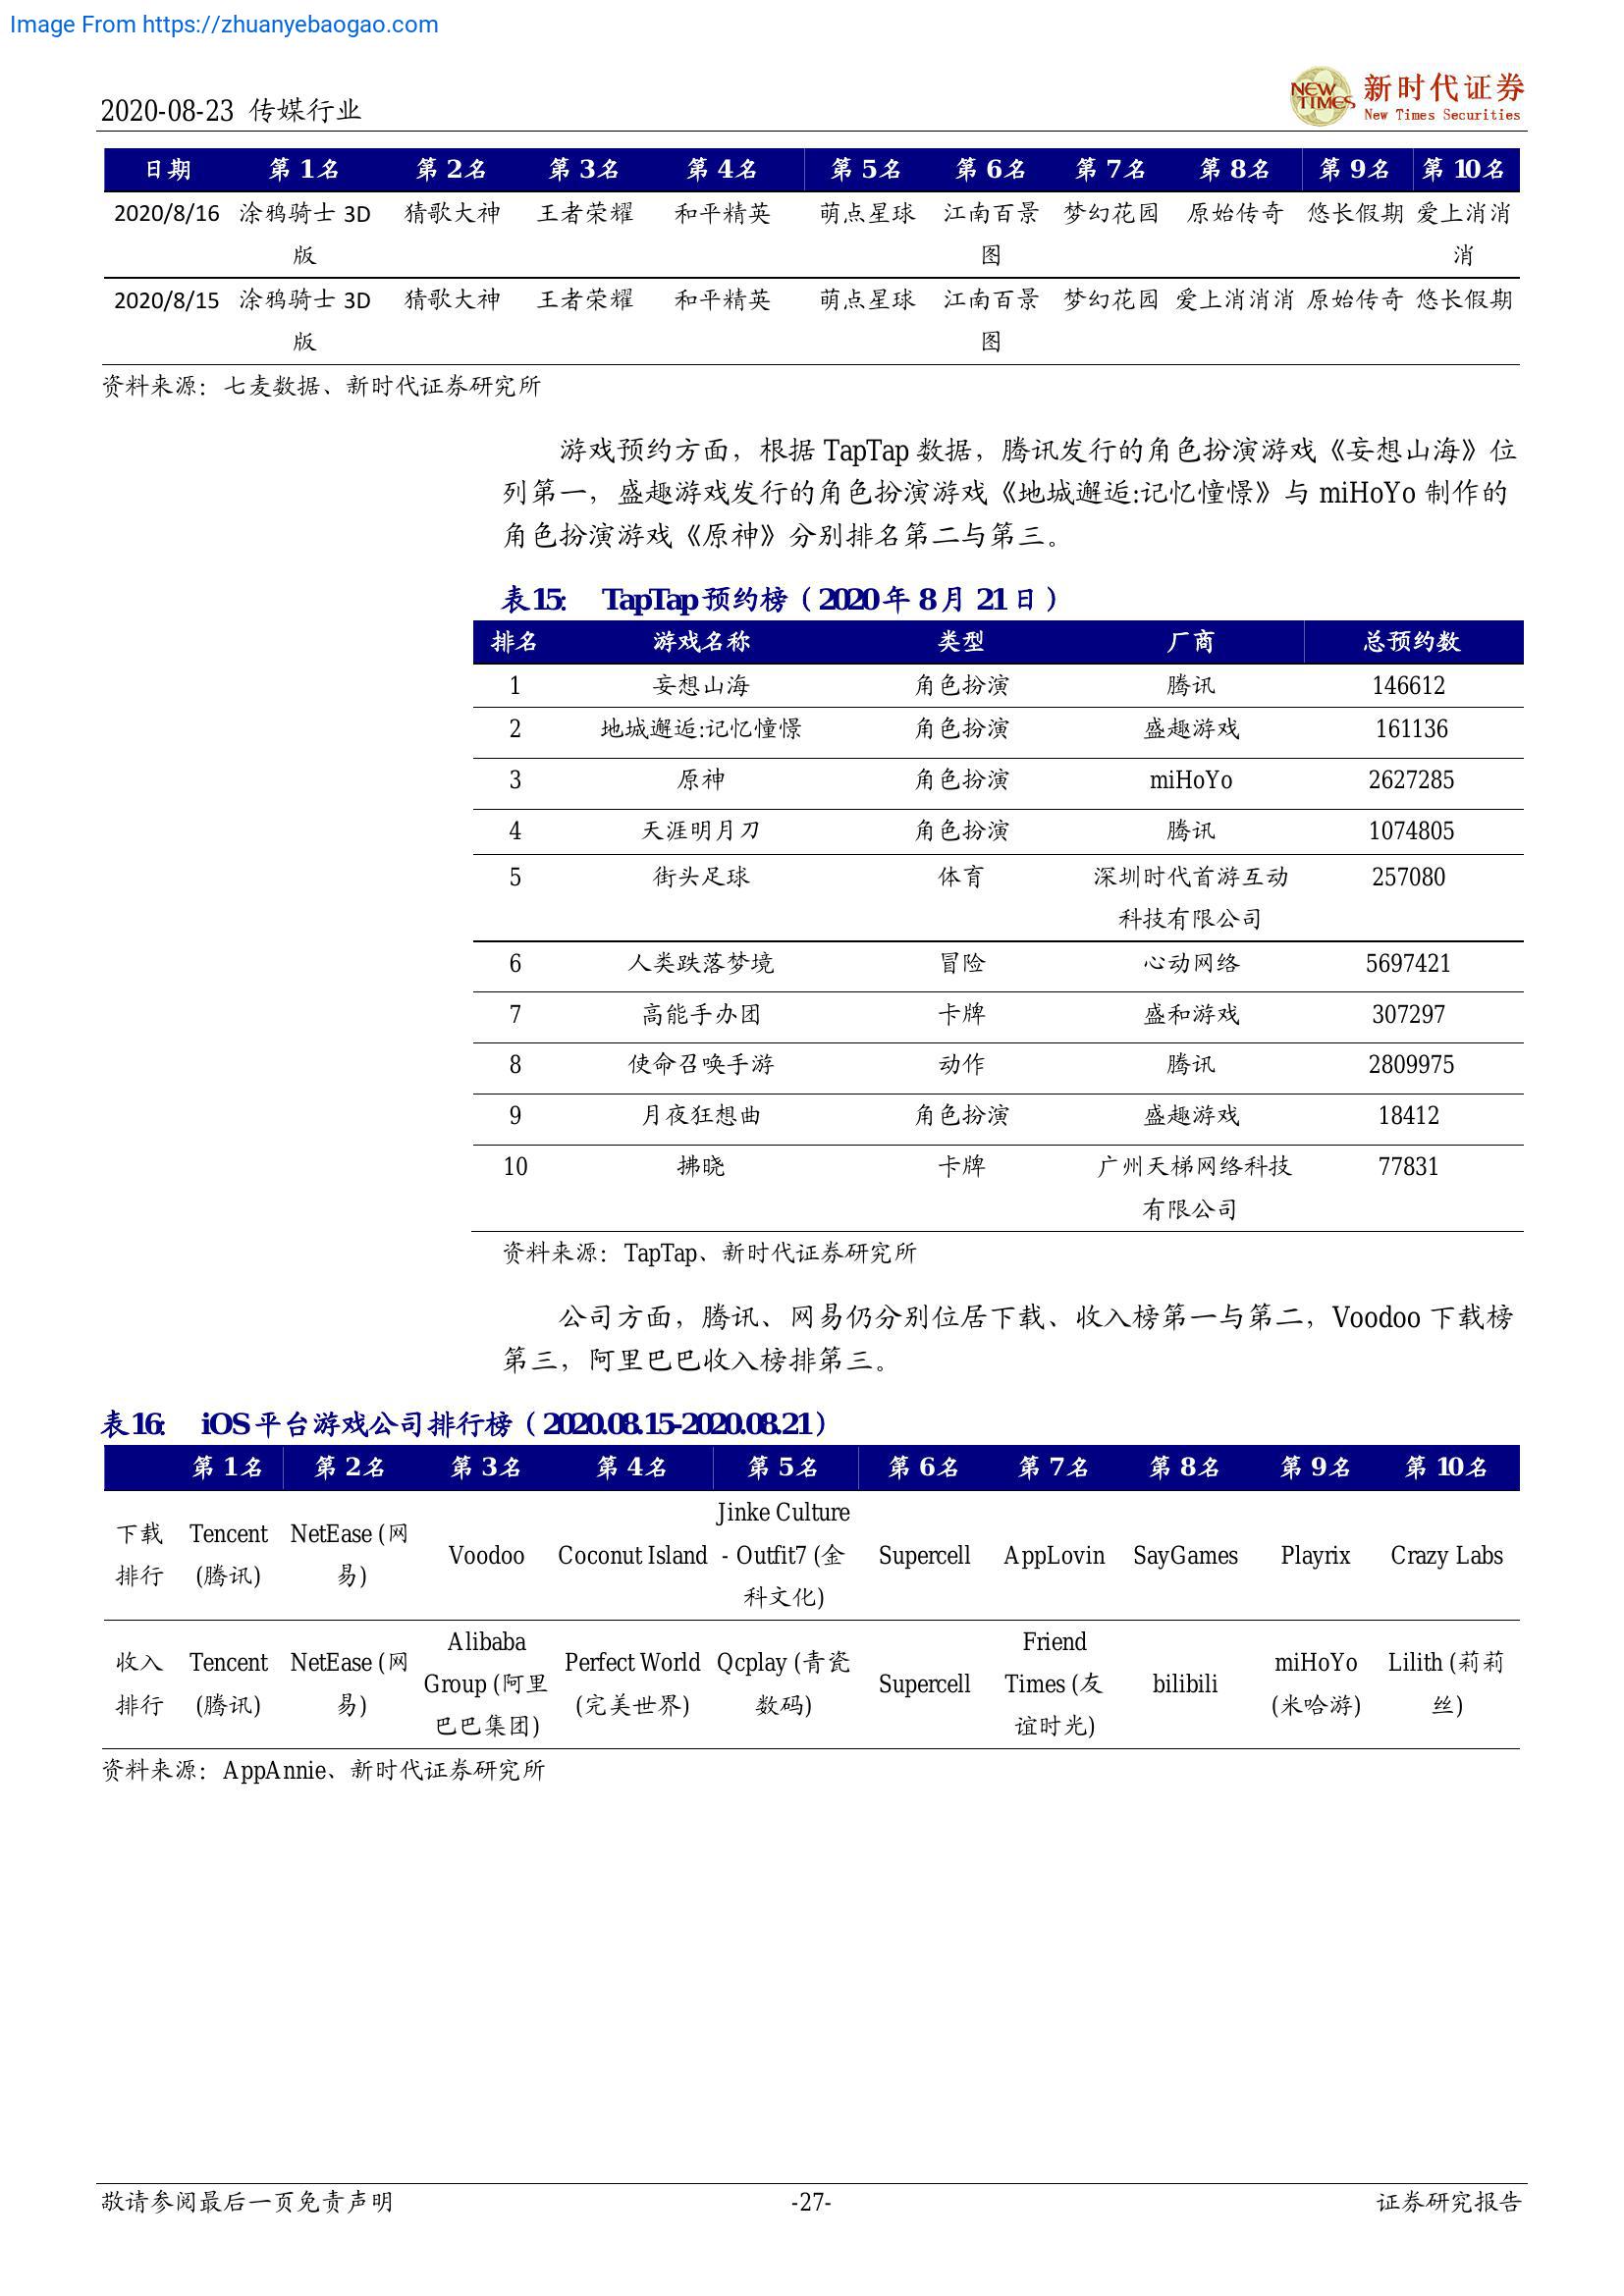 Image From https://zhuanyebaogao.com
2020-08-23 传媒行业
NEW TIMES
新时代证券
New Times Securities
日期 第 1名 第 2名 第 3名 第 4名 第 5名 第 6名 第 7名 第 8名 第 9名 第 10名
2020/8/16 涂鸦骑士 3D 猜歌大神 王者荣耀 和平精英 萌点星球 江南百景 梦幻花园 原始传奇 悠长假期 爱上消消
版 图 消
2020/8/15 涂鸦骑士 3D 猜歌大神 王者荣耀 和平精英 萌点星球 江南百景 梦幻花园 爱上消消消 原始传奇 悠长假期
版 图
资料来源：七麦数据、新时代证券研究所
游戏预约方面，根据 TapTap 数据，腾讯发行的角色扮演游戏《妄想山海》位
列第一，盛趣游戏发行的角色扮演游戏《地城邂逅:记忆憧憬》与 miHoYo 制作的
角色扮演游戏《原神》分别排名第二与第三。
表15： TapTap 预约榜（2020 年 8 月 21 日）
排名 游戏名称 类型 厂商 总预约数
1 妄想山海 角色扮演 腾讯 146612
2 地城邂逅:记忆憧憬 角色扮演 盛趣游戏 161136
3 原神 角色扮演 miHoYo 2627285
4 天涯明月刀 角色扮演 腾讯 1074805
5 街头足球 体育 深圳时代首游互动 257080
科技有限公司
6 人类跌落梦境 冒险 心动网络 5697421
7 高能手办团 卡牌 盛和游戏 307297
8 使命召唤手游 动作 腾讯 2809975
9 月夜狂想曲 角色扮演 盛趣游戏 18412
10 拂晓 卡牌 广州天梯网络科技 77831
有限公司
资料来源：TapTap、新时代证券研究所
公司方面，腾讯、网易仍分别位居下载、收入榜第一与第二，Voodoo 下载榜
第三，阿里巴巴收入榜排第三。
表16： iOS 平台游戏公司排行榜（2020.08.15-2020.08.21）
第 1名 第 2名 第 3名 第 4名 第 5名 第 6名 第 7名 第 8名 第 9名 第 10名
下载排行 Tencent (腾讯) NetEase (网易) Voodoo Coconut Island Jinke Culture - Outfit7 (金科文化) Supercell AppLovin SayGames Playrix Crazy Labs
收入排行 Tencent (腾讯) NetEase (网易) Alibaba Group (阿里巴巴集团) Perfect World (完美世界) Qcplay (青瓷数码) Supercell Friend Times (友谊时光) bilibili miHoYo (米哈游) Lilith (莉莉丝)
资料来源：AppAnnie、新时代证券研究所
敬请参阅最后一页免责声明 -27- 证券研究报告